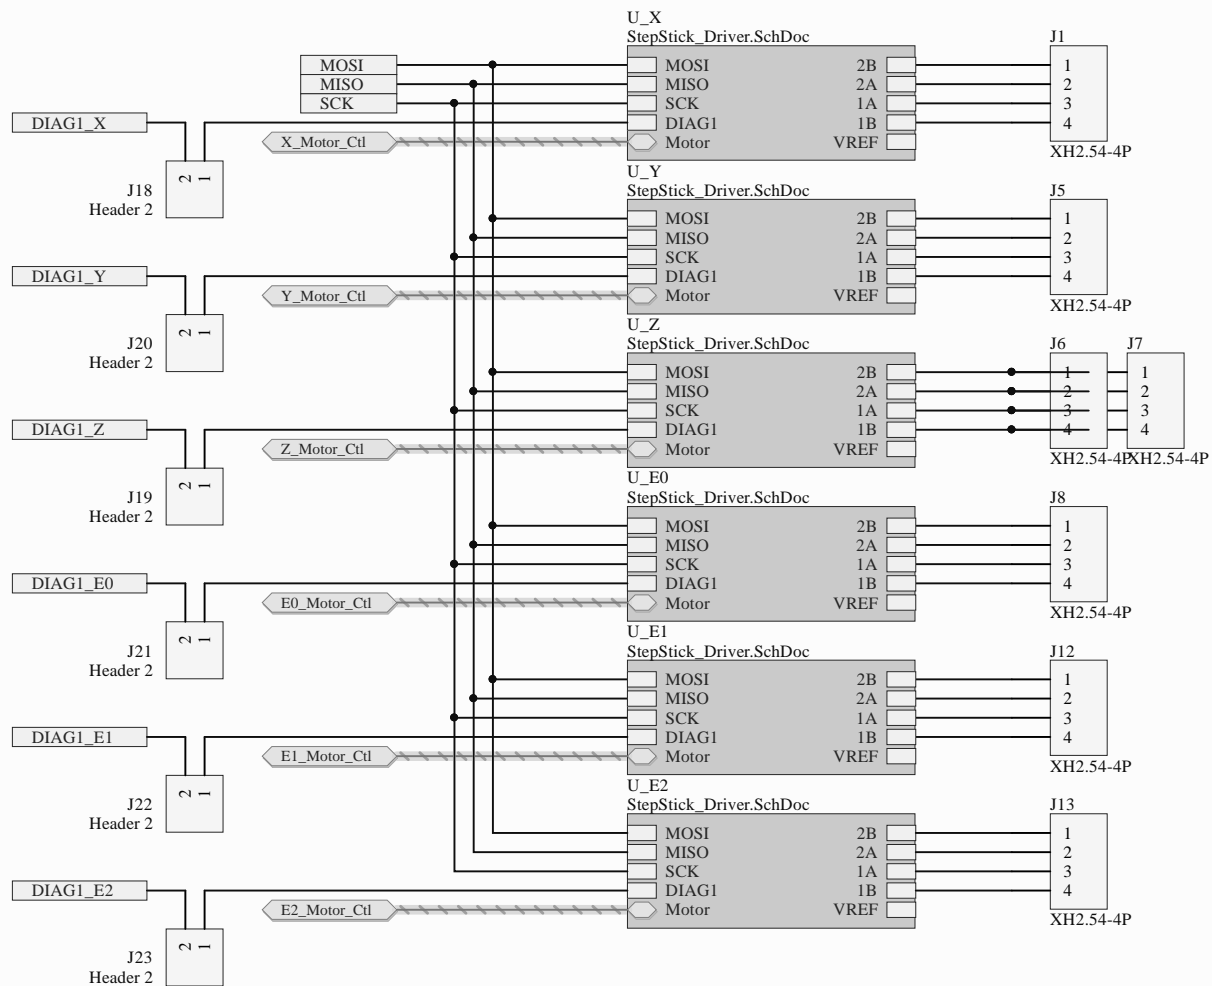 U_X
StepStick_Driver.SchDoc
J1
MOSI
MISO
SCK
MOSI 2B
MISO 2A
SCK 1A
DIAG1 1B
Motor VREF
1
2
3
4
XH2.54-4P
DIAG1_X
X_Motor_Ctl
2 1
J18
Header 2
U_Y
StepStick_Driver.SchDoc
J5
MOSI 2B
MISO 2A
SCK 1A
DIAG1 1B
Motor VREF
1
2
3
4
XH2.54-4P
DIAG1_Y
Y_Motor_Ctl
2 1
J20
Header 2
U_Z
StepStick_Driver.SchDoc
J6
J7
MOSI 2B
MISO 2A
SCK 1A
DIAG1 1B
Motor VREF
1 1
2 2
3 3
4 4
XH2.54-4P
XH2.54-4P
DIAG1_Z
Z_Motor_Ctl
2 1
J19
Header 2
U_E0
StepStick_Driver.SchDoc
J8
MOSI 2B
MISO 2A
SCK 1A
DIAG1 1B
Motor VREF
1
2
3
4
XH2.54-4P
DIAG1_E0
E0_Motor_Ctl
2 1
J21
Header 2
U_E1
StepStick_Driver.SchDoc
J12
MOSI 2B
MISO 2A
SCK 1A
DIAG1 1B
Motor VREF
1
2
3
4
XH2.54-4P
DIAG1_E1
E1_Motor_Ctl
2 1
J22
Header 2
U_E2
StepStick_Driver.SchDoc
J13
MOSI 2B
MISO 2A
SCK 1A
DIAG1 1B
Motor VREF
1
2
3
4
XH2.54-4P
DIAG1_E2
E2_Motor_Ctl
2 1
J23
Header 2